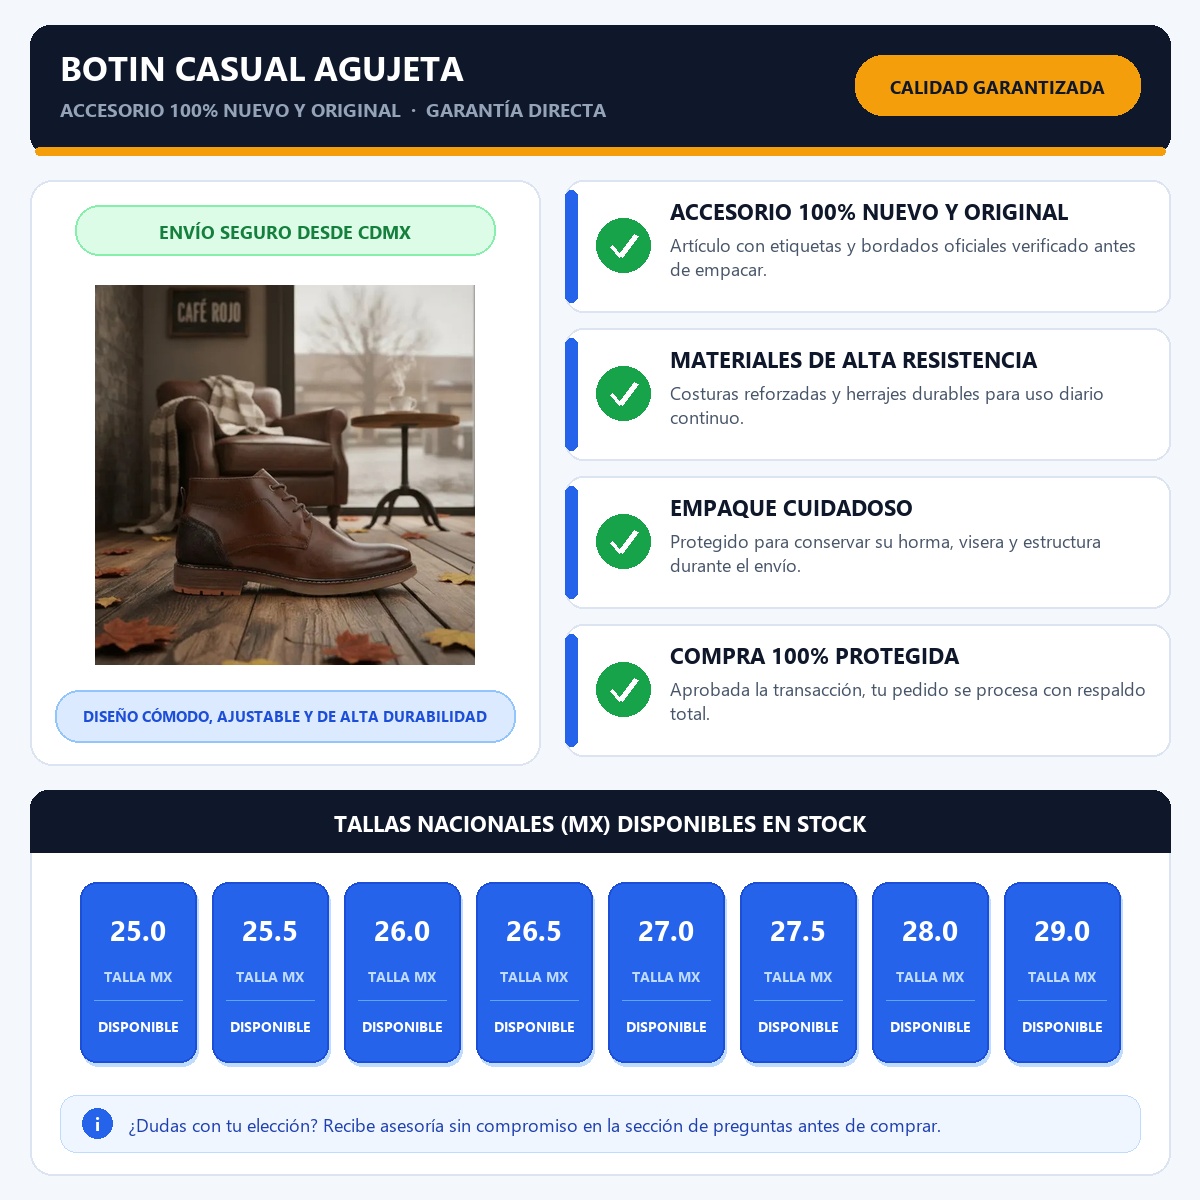 BOTIN CASUAL AGUJETA
ACCESORIO 100% NUEVO Y ORIGINAL · GARANTÍA DIRECTA
CALIDAD GARANTIZADA
ENVÍO SEGURO DESDE CDMX
CAFÉ ROJO
DISEÑO CÓMODO, AJUSTABLE Y DE ALTA DURABILIDAD
ACCESORIO 100% NUEVO Y ORIGINAL
Artículo con etiquetas y bordados oficiales verificado antes
de empacar.
MATERIALES DE ALTA RESISTENCIA
Costuras reforzadas y herrajes durables para uso diario
continuo.
EMPAQUE CUIDADOSO
Protegido para conservar su horma, visera y estructura
durante el envío.
COMPRA 100% PROTEGIDA
Aprobada la transacción, tu pedido se procesa con respaldo
total.
TALLAS NACIONALES (MX) DISPONIBLES EN STOCK
25.0 25.5 26.0 26.5 27.0 27.5 28.0 29.0
TALLA MX TALLA MX TALLA MX TALLA MX TALLA MX TALLA MX TALLA MX TALLA MX
DISPONIBLE DISPONIBLE DISPONIBLE DISPONIBLE DISPONIBLE DISPONIBLE DISPONIBLE DISPONIBLE
¿Dudas con tu elección? Recibe asesoría sin compromiso en la sección de preguntas antes de comprar.